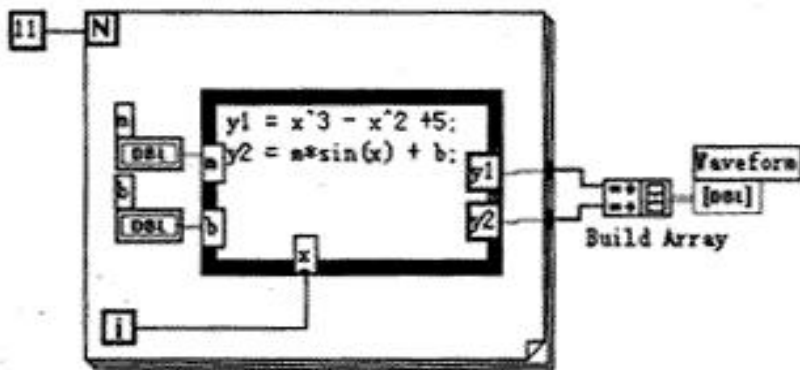 11
N
y1 = x^3 - x^2 +5;
y2 = m*sin(x) + b;
m
DBL
m
b
DBL
b
y1
y2
x
i
Waveform
[DBL]
Build Array